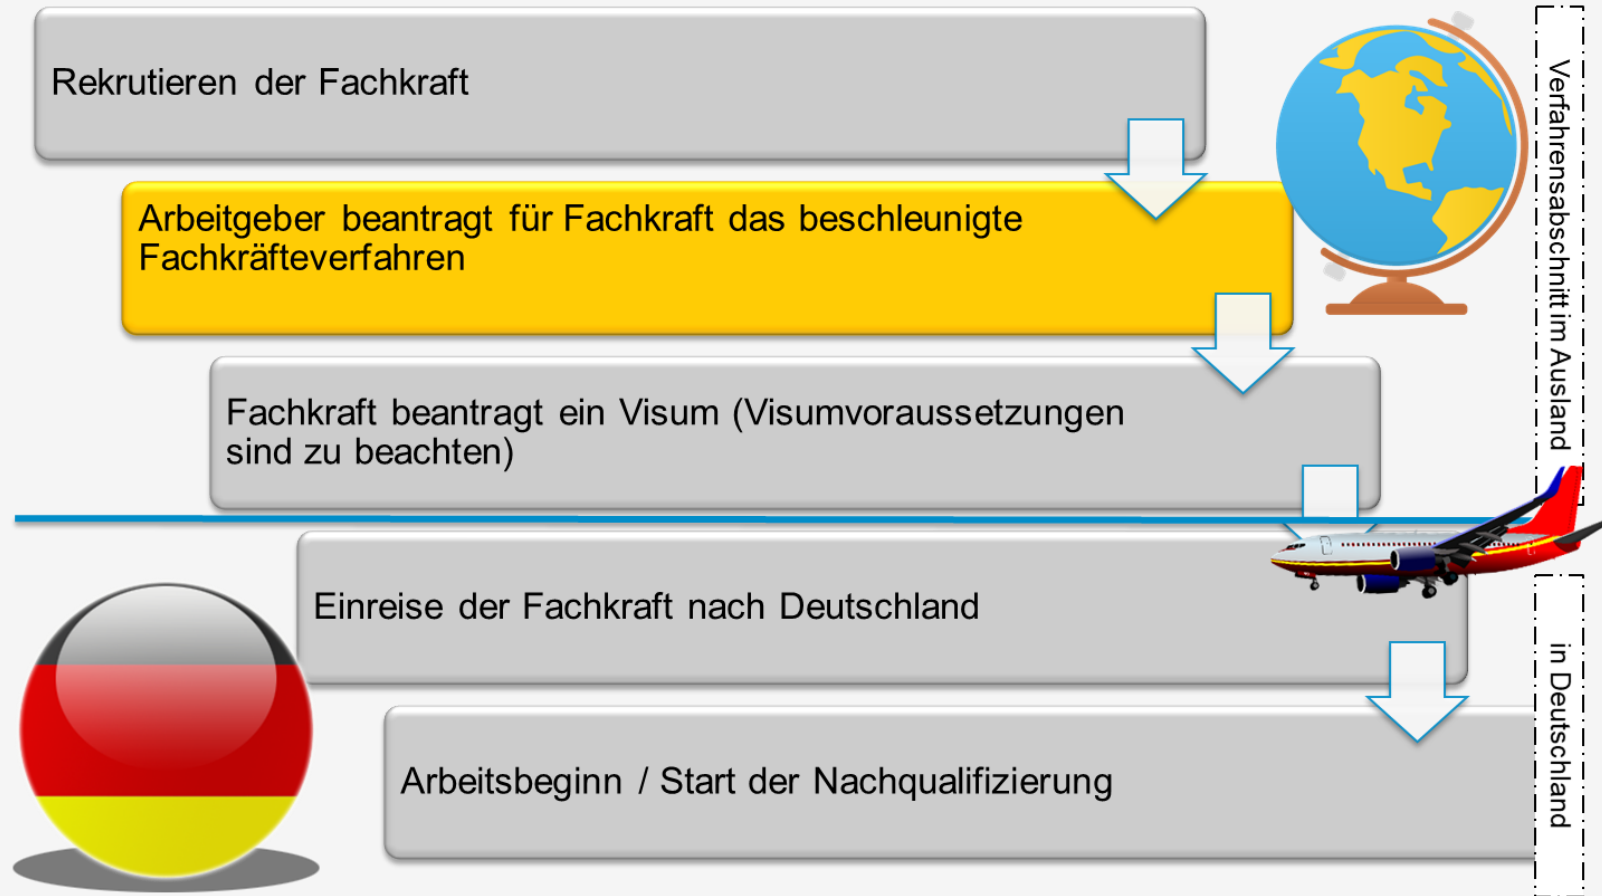 Rekrutieren der Fachkraft
Arbeitgeber beantragt für Fachkraft das beschleunigte
Fachkräfteverfahren
Fachkraft beantragt ein Visum (Visumvoraussetzungen
sind zu beachten)
Verfahrensabschnitt im Ausland
Einreise der Fachkraft nach Deutschland
Arbeitsbeginn / Start der Nachqualifizierung
in Deutschland